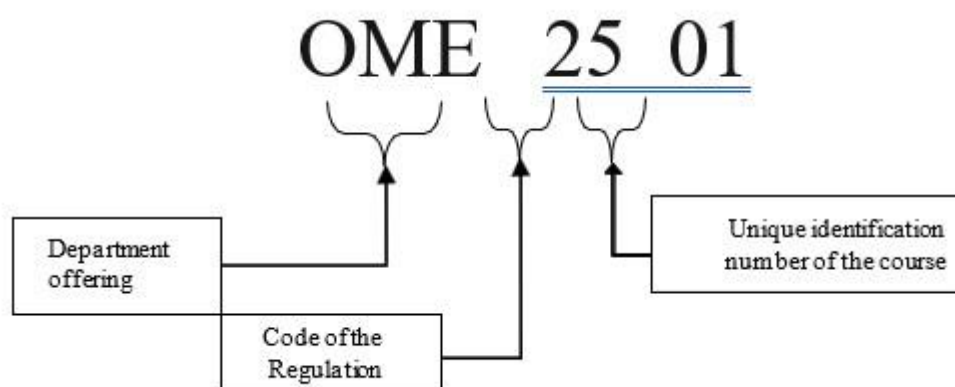 OME 25 01
Department
offering
Code of the
Regulation
Unique identification
number of the course